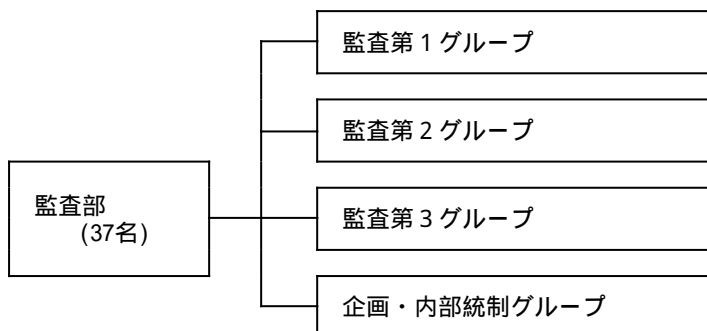 監査第１グループ
監査第２グループ
監査部
(37名)
監査第３グループ
企画・内部統制グループ